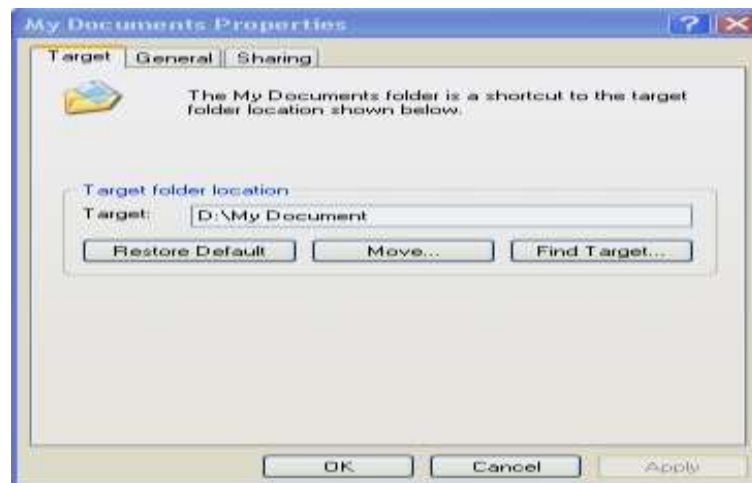 My Documents Properties
Target General Sharing
The My Documents folder is a shortcut to the target
folder location shown below.
Target folder location
Target: D:\My Document
Restore Default Move... Find Target...
OK Cancel Apply